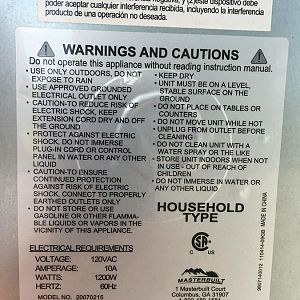 pas negativos, y (2)este dispositivo debe
aceptar cualquier interferencia recibida, incluyendo la interferencia
producto de una operación no deseada.
WARNINGS AND CAUTIONS
Do not operate this appliance without reading instruction manual.
• USE ONLY OUTDOORS, DO NOT
EXPOSE TO RAIN
• USE APPROVED GROUNDED
ELECTRICAL OUTLET ONLY
• CAUTION-TO REDUCE RISK OF
ELECTRIC SHOCK, KEEP
EXTENSION CORD DRY AND OFF
THE GROUND
• PROTECT AGAINST ELECTRIC
SHOCK. DO NOT IMMERSE
PLUG-IN CORD OR CONTROL
PANEL IN WATER OR ANY OTHER
LIQUID
• CAUTION-TO ENSURE
CONTINUED PROTECTION
AGAINST RISK OF ELECTRIC
SHOCK, CONNECT TO PROPERLY
EARTHED OUTLETS ONLY
• DO NOT STORE OR USE
GASOLINE OR OTHER FLAMMA-
BLE LIQUIDS OR VAPORS IN THE
VICINITY OF THIS APPLIANCE.
• KEEP DRY
• UNIT MUST BE ON A LEVEL,
STABLE SURFACE ON THE
GROUND
• DO NOT PLACE ON TABLES OR
COUNTERS
• DO NOT MOVE UNIT WHILE HOT
• UNPLUG FROM OUTLET BEFORE
CLEANING
• DO NOT CLEAN UNIT WITH A
WATER SPRAY OR THE LIKE
• STORE UNIT INDOORS WHEN NOT
IN USE - OUT OF REACH OF
CHILDREN
• DO NOT IMMERSE IN WATER OR
ANY OTHER LIQUID
HOUSEHOLD
TYPE
ELECTRICAL REQUIREMENTS
VOLTAGE: 120VAC
AMPERAGE: 10A
WATTS: 1200W
HERTZ: 60Hz
MODEL NO. 20070215
MASTERBUILT
1 Masterbuilt Court
Columbus, GA 31907
MADE IN CHINA